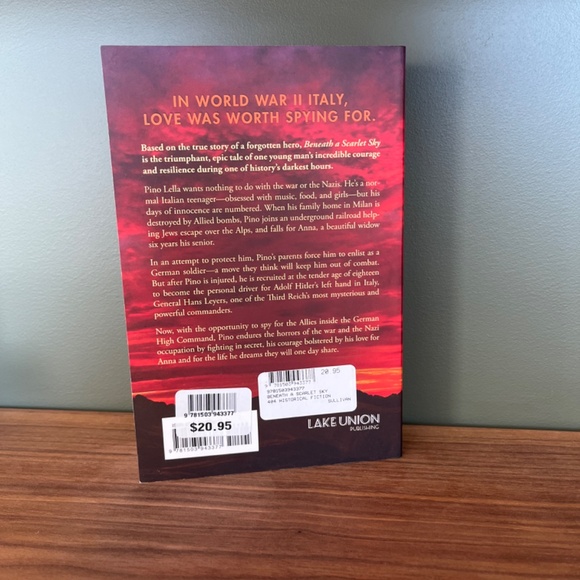 IN WORLD WAR II ITALY,
LOVE WAS WORTH SPYING FOR.
Based on the true story of a forgotten hero, Beneath a Scarlet Sky
is the triumphant, epic tale of one young man's incredible courage
and resilience during one of history's darkest hours.
Pino Lella wants nothing to do with the war or the Nazis. He's a nor-
mal Italian teenager—obsessed with music, food, and girls—but his
days of innocence are numbered. When his family home in Milan is
destroyed by Allied bombs, Pino joins an underground railroad help-
ing Jews escape over the Alps, and falls for Anna, a beautiful widow
six years his senior.
In an attempt to protect him, Pino's parents force him to enlist as a
German soldier—a move they think will keep him out of combat.
But after Pino is injured, he is recruited at the tender age of eighteen
to become the personal driver for Adolf Hitler's left hand in Italy,
General Hans Leyers, one of the Third Reich's most mysterious and
powerful commanders.
Now, with the opportunity to spy for the Allies inside the German
High Command, Pino endures the horrors of the war and the Nazi
occupation by fighting in secret, his courage bolstered by his love for
Anna and for the life he dreams they will one day share.
20.95
9 781503 943377
9781503943377
BENEATH A SCARLET SKY
HISTORICAL FICTION
SULLIVAN
9 781503 943377
$20.95
9 781503 943377
LAKE UNION
PUBLISHING